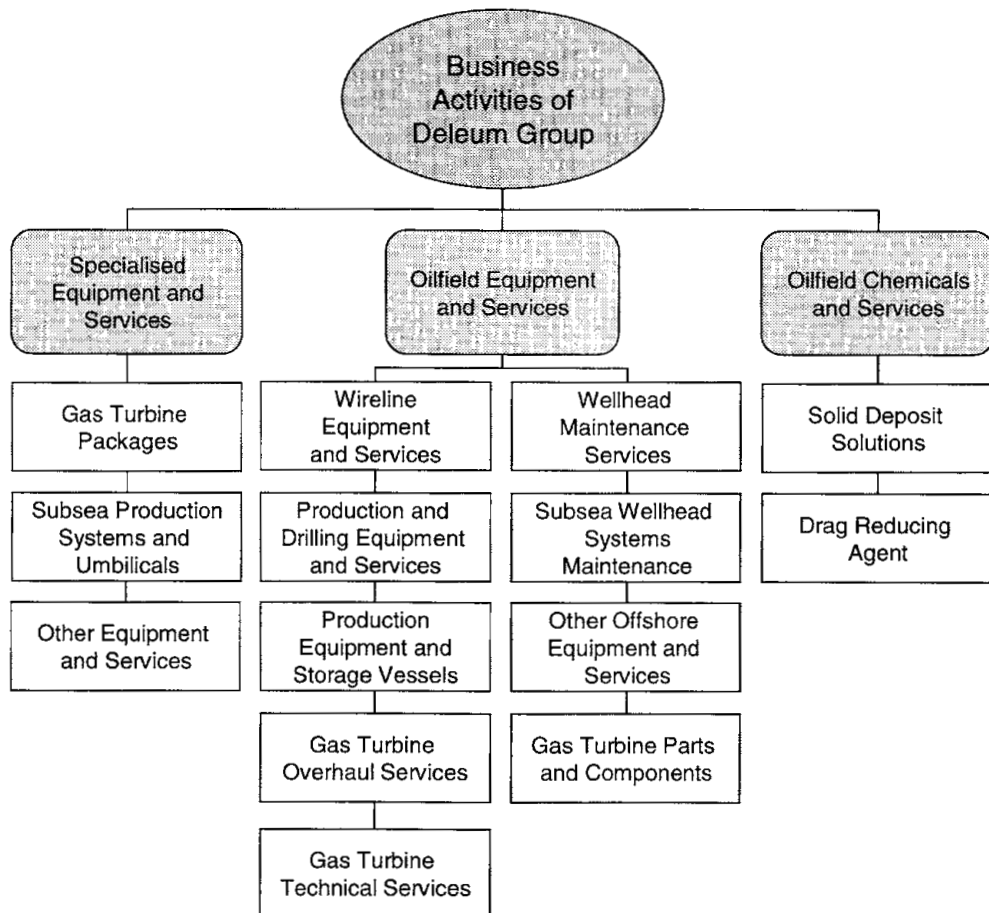 Business
Activities of
Deleum Group
Specialised
Equipment and
Services
Oilfield Equipment
and Services
Oilfield Chemicals
and Services
Gas Turbine
Packages
Subsea Production
Systems and
Umbilicals
Other Equipment
and Services
Wireline
Equipment
and Services
Production and
Drilling Equipment
and Services
Production
Equipment and
Storage Vessels
Gas Turbine
Overhaul Services
Gas Turbine
Technical Services
Wellhead
Maintenance
Services
Subsea Wellhead
Systems
Maintenance
Other Offshore
Equipment and
Services
Gas Turbine Parts
and Components
Solid Deposit
Solutions
Drag Reducing
Agent